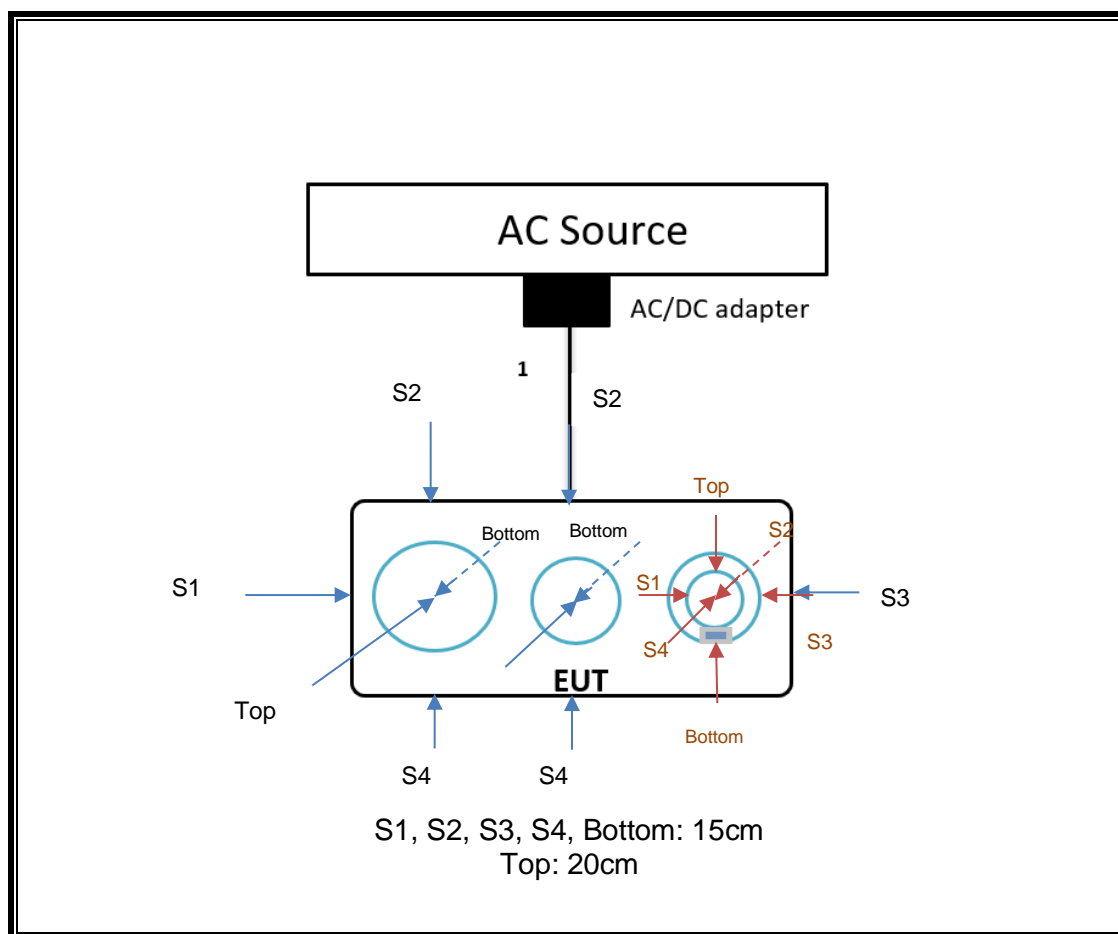 AC Source
AC/DC adapter
1
S2
S2
Top
Bottom
Bottom
S2
S1
S1
S3
S4
S3
EUT
Top
Bottom
S4
S4
S1, S2, S3, S4, Bottom: 15cm
Top: 20cm